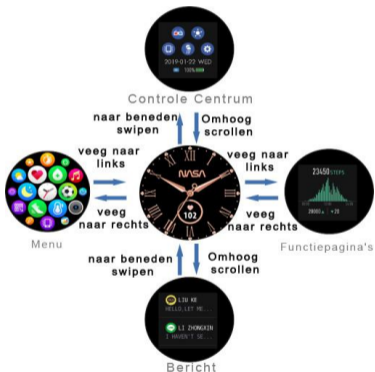 2019-01-22 WED
100%
Controle Centrum
naar beneden
swipen
Omhoog
scrollen
veeg naar
links
veeg naar
links
NASA
102
23450 STEPS
veeg
naar rechts
veeg
naar rechts
Menu
Functiepagina's
naar beneden
swipen
Omhoog
scrollen
LIU KE
HELLO, LET ME...
LI ZHONGXIN
I HAVEN'T SE...
Bericht